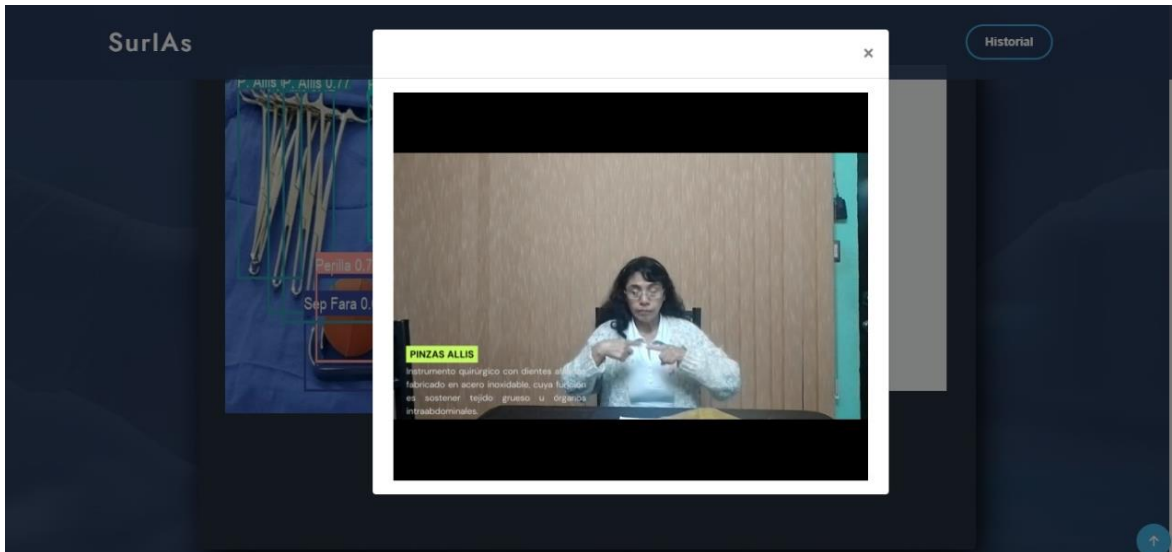 SurIAs
Historial
×
P. Allis P. Allis 0.77
Perilla 0.7
Sep Fara 0.
PINZAS ALLIS
Instrumento quirúrgico con dientes
fabricado en acero inoxidable, cuya función
es sostener tejido grueso u órganos
intraabdominales.